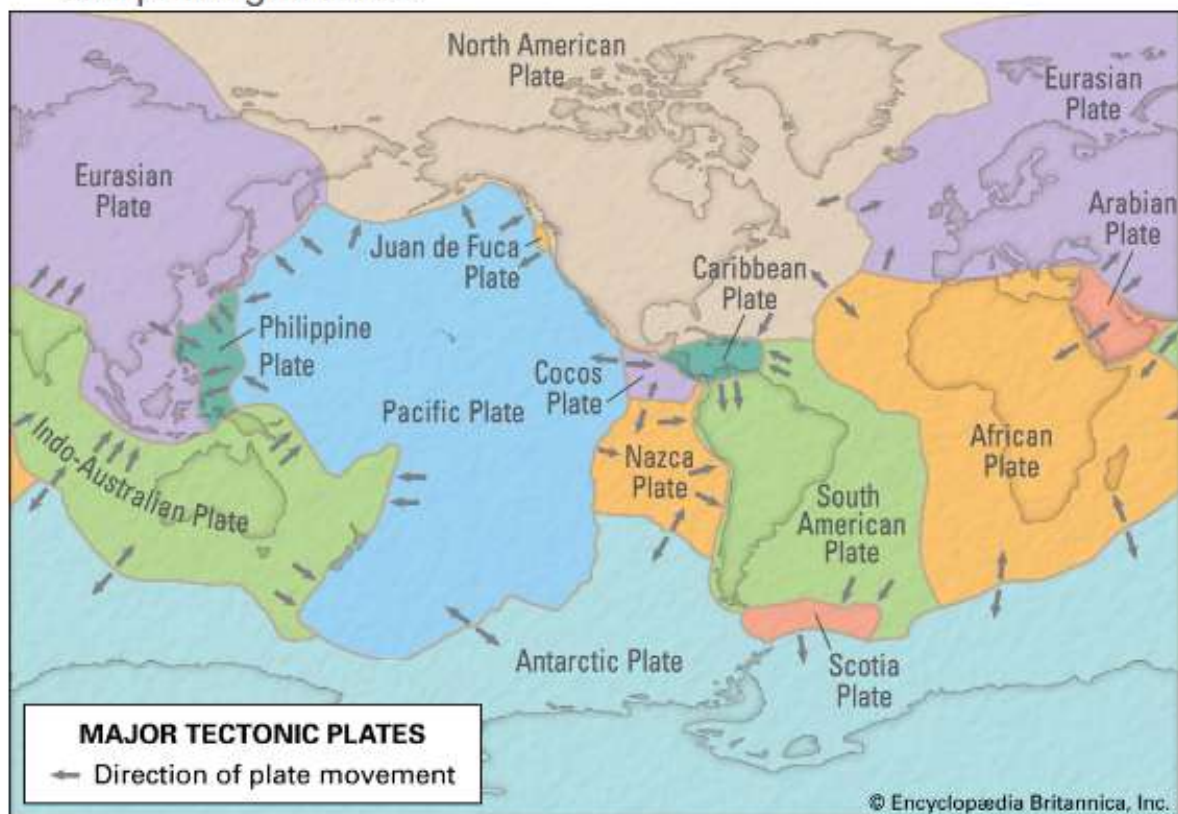 North American
Plate
Eurasian
Plate
Eurasian
Plate
Arabian
Plate
Juan de Fuca
Plate
Caribbean
Plate
Philippine
Plate
Cocos
Plate
Pacific Plate
Indo-Australian Plate
Nazca
Plate
African
Plate
South
American
Plate
Antarctic Plate
Scotia
Plate
MAJOR TECTONIC PLATES
Direction of plate movement
© Encyclopædia Britannica, Inc.